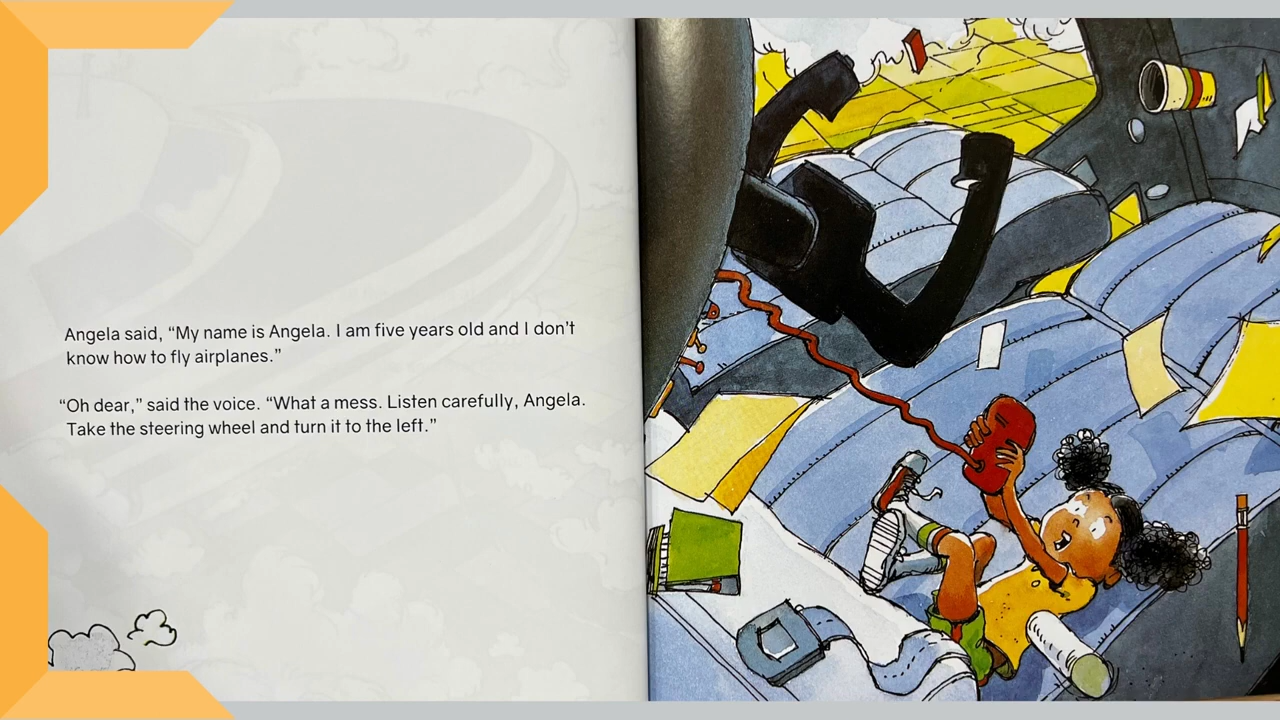 Angela said, “My name is Angela. I am five years old and I don’t
know how to fly airplanes.”
“Oh dear,” said the voice. “What a mess. Listen carefully, Angela.
Take the steering wheel and turn it to the left.”